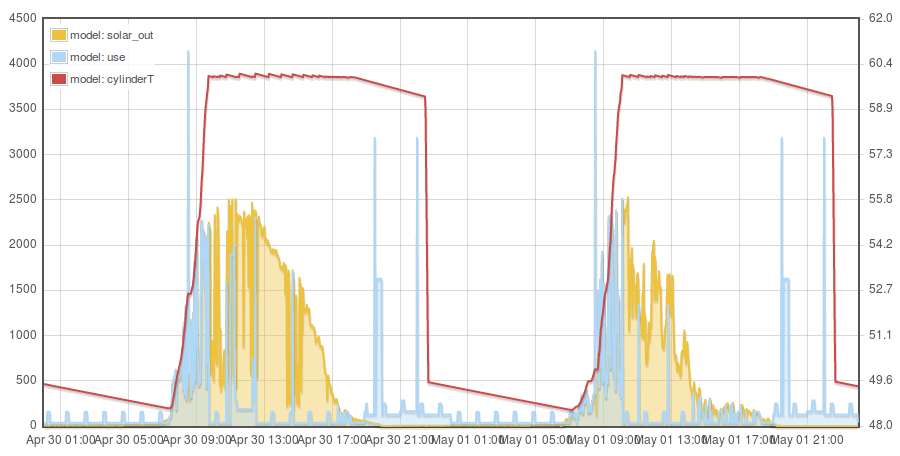 4500 62.0
model: solar_out
model: use
4000 60.4
model: cylinderT
3500 58.9
3000 57.3
2500 55.8
2000 54.2
1500 52.7
1000 51.1
500 49.6
0 48.0
Apr 30 01:00 Apr 30 05:00 Apr 30 09:00 Apr 30 13:00 Apr 30 17:00 Apr 30 21:00 May 01 01:00 May 01 05:00 May 01 09:00 May 01 13:00 May 01 17:00 May 01 21:00